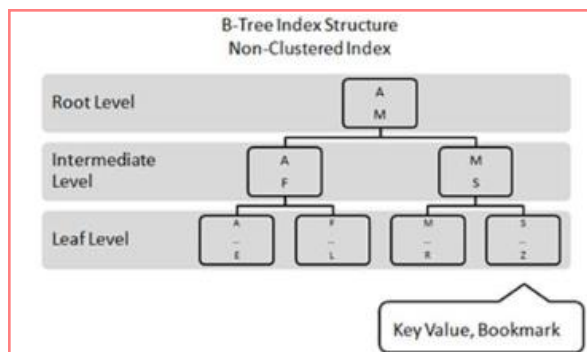 B-Tree Index Structure
Non-Clustered Index
Root Level
A
M
Intermediate
Level
A
F
M
S
Leaf Level
A
...
E
F
...
L
M
...
R
S
...
Z
Key Value, Bookmark